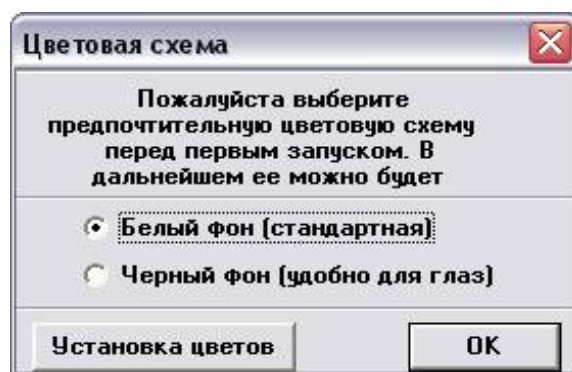 Цветовая схема
Пожалуйста выберите
предпочтительную цветовую схему
перед первым запуском. В
дальнейшем ее можно будет
Белый фон (стандартная)
Черный фон (удобно для глаз)
Установка цветов
OK